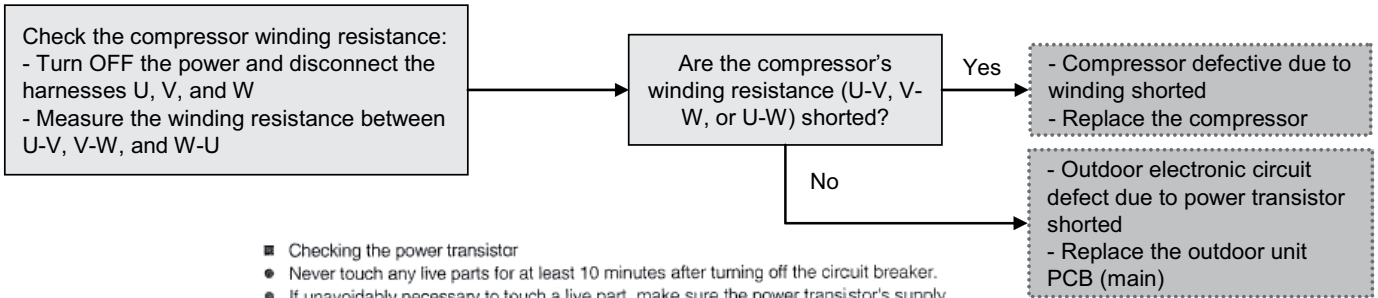 Check the compressor winding resistance:
- Turn OFF the power and disconnect the
harnesses U, V, and W
- Measure the winding resistance between
U-V, V-W, and W-U
Are the compressor's
winding resistance (U-V, V-
W, or U-W) shorted?
Yes
- Compressor defective due to
winding shorted
- Replace the compressor
No
- Outdoor electronic circuit
defect due to power transistor
shorted
- Replace the outdoor unit
PCB (main)
■ Checking the power transistor
● Never touch any live parts for at least 10 minutes after turning off the circuit breaker.
● If unavoidably necessary to touch a live part, make sure the power transistor's supply